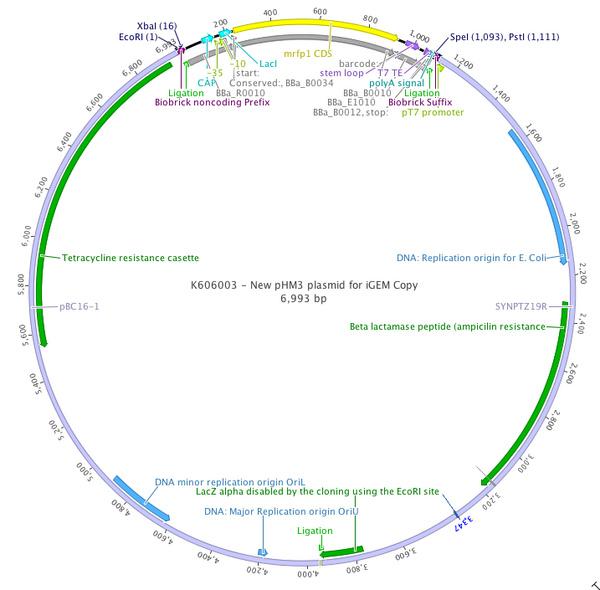 XbaI (16)
EcoRI (1)
6,993
200
400
600
800
1,000
SpeI (1,093), PstI (1,111)
1,200
1,400
1,600
1,800
2,000
2,200
2,400
2,600
2,800
3,000
3,200
3,347
3,600
3,800
4,000
4,200
4,400
4,600
4,800
5,000
5,200
5,400
5,600
5,800
6,000
6,200
6,400
6,600
6,800
mrfp1 CDS
-10
LacI
-35
start:
CAP
Conserved:, BBa_B0034
Ligation
BBa_R0010
Biobrick noncoding Prefix
barcode:
stem loop
T7 TE
polyA signal
BBa_B0010
Ligation
BBa_E1010
Biobrick Suffix
BBa_B0012, stop:
pT7 promoter
Tetracycline resistance casette
DNA: Replication origin for E. Coli
K606003 - New pHM3 plasmid for iGEM Copy
6,993 bp
pBC16-1
SYNPTZ19R
Beta lactamase peptide (ampicilin resistance
DNA minor replication origin OriL
LacZ alpha disabled by the cloning using the EcoRI site
DNA: Major Replication origin OriU
Ligation
T